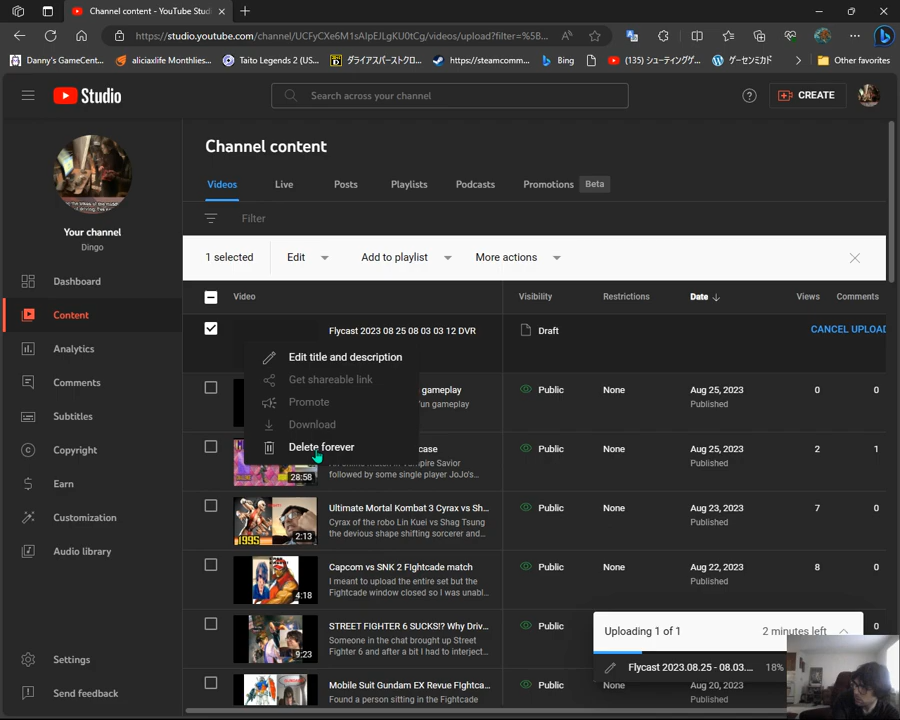 Channel content - YouTube Studi
https://studio.youtube.com/channel/UCFyCXe6M1sAlpEJLgKU0tCg/videos/upload?filter=%5B...
Danny's GameCent...
aliciaxlife Monthlies...
Taito Legends 2 (US...
ダライアスバーストクロ...
https://steamcomm...
Bing
(135) シューティングゲ...
ゲーセンミカド
Other favorites
Studio
Search across your channel
CREATE
Your channel
Dingo
Dashboard
Content
Analytics
Comments
Subtitles
Copyright
Earn
Customization
Audio library
Settings
Send feedback
Channel content
Videos Live Posts Playlists Podcasts Promotions Beta
Filter
1 selected Edit Add to playlist More actions
Video Visibility Restrictions Date Views Comments
Flycast 2023 08 25 08 03 03 12 DVR Draft CANCEL UPLOAD
Edit title and description
Get shareable link
Promote
Download
Delete forever
gameplay Public None Aug 25, 2023 0 0
un gameplay Published
case Public None Aug 25, 2023 2 1
Vampire Savior Published
followed by some single player JoJo's...
28:58
Ultimate Mortal Kombat 3 Cyrax vs Sh... Public None Aug 23, 2023 7 0
Cyrax of the robo Lin Kuei vs Shag Tsung Published
the devious shape shifting sorcerer and...
1995
2:13
Capcom vs SNK 2 FIghtcade match Public None Aug 22, 2023 8 0
I meant to upload the entire set but the Published
Fightcade window closed so I was unabl...
4:18
STREET FIGHTER 6 SUCKS!? Why Driv... Public 0
Someone in the chat brought up Street
Fighter 6 and after a bit I had to interject...
9:23
Mobile Suit Gundam EX Revue FIghtca... Public None Aug 20, 2023
Found a person sitting in the Fightcade Published
Uploading 1 of 1 2 minutes left
Flycast 2023.08.25 - 08.03.... 18%